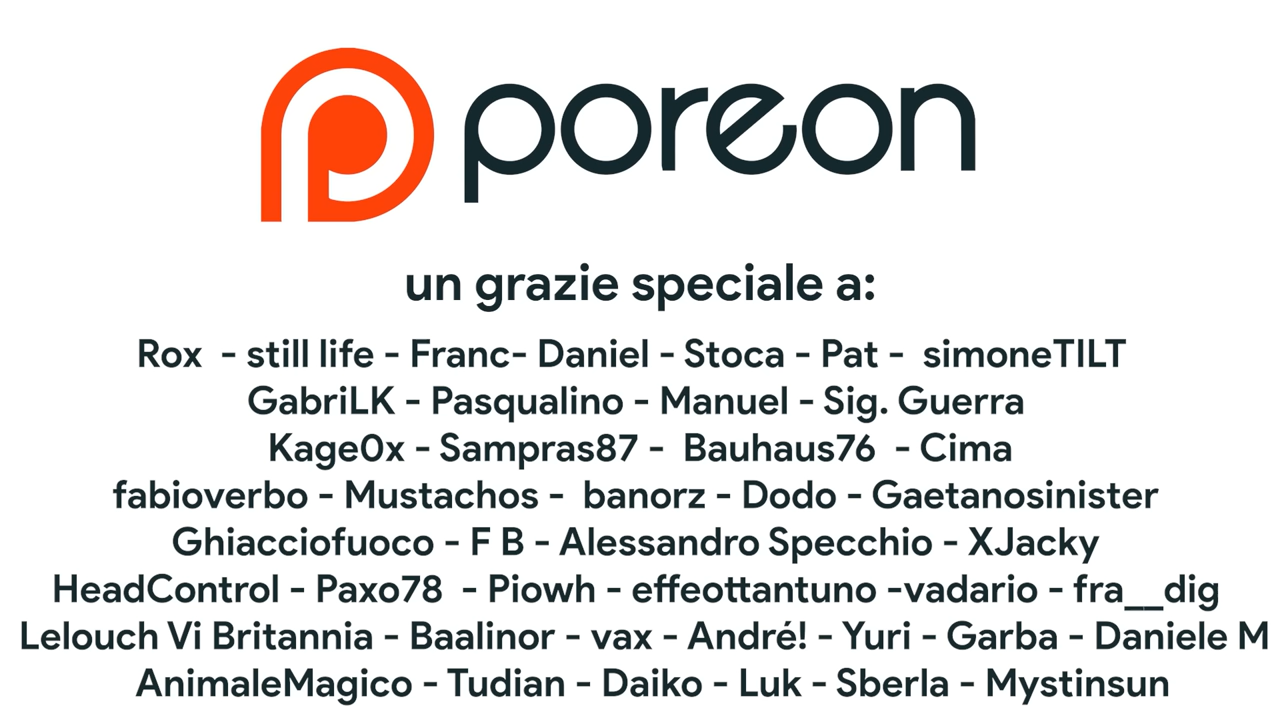 poreon
un grazie speciale a:
Rox - still life - Franc- Daniel - Stoca - Pat - simoneTILT
GabriLK - Pasqualino - Manuel - Sig. Guerra
Kage0x - Sampras87 - Bauhaus76 - Cima
fabioverbo - Mustachos - banorz - Dodo - Gaetanosinister
Ghiacciofuoco - F B - Alessandro Specchio - XJacky
HeadControl - Paxo78 - Piowh - effeottantuno -vadario - fra__dig
Lelouch Vi Britannia - Baalinor - vax - André! - Yuri - Garba - Daniele M
AnimaleMagico - Tudian - Daiko - Luk - Sberla - Mystinsun